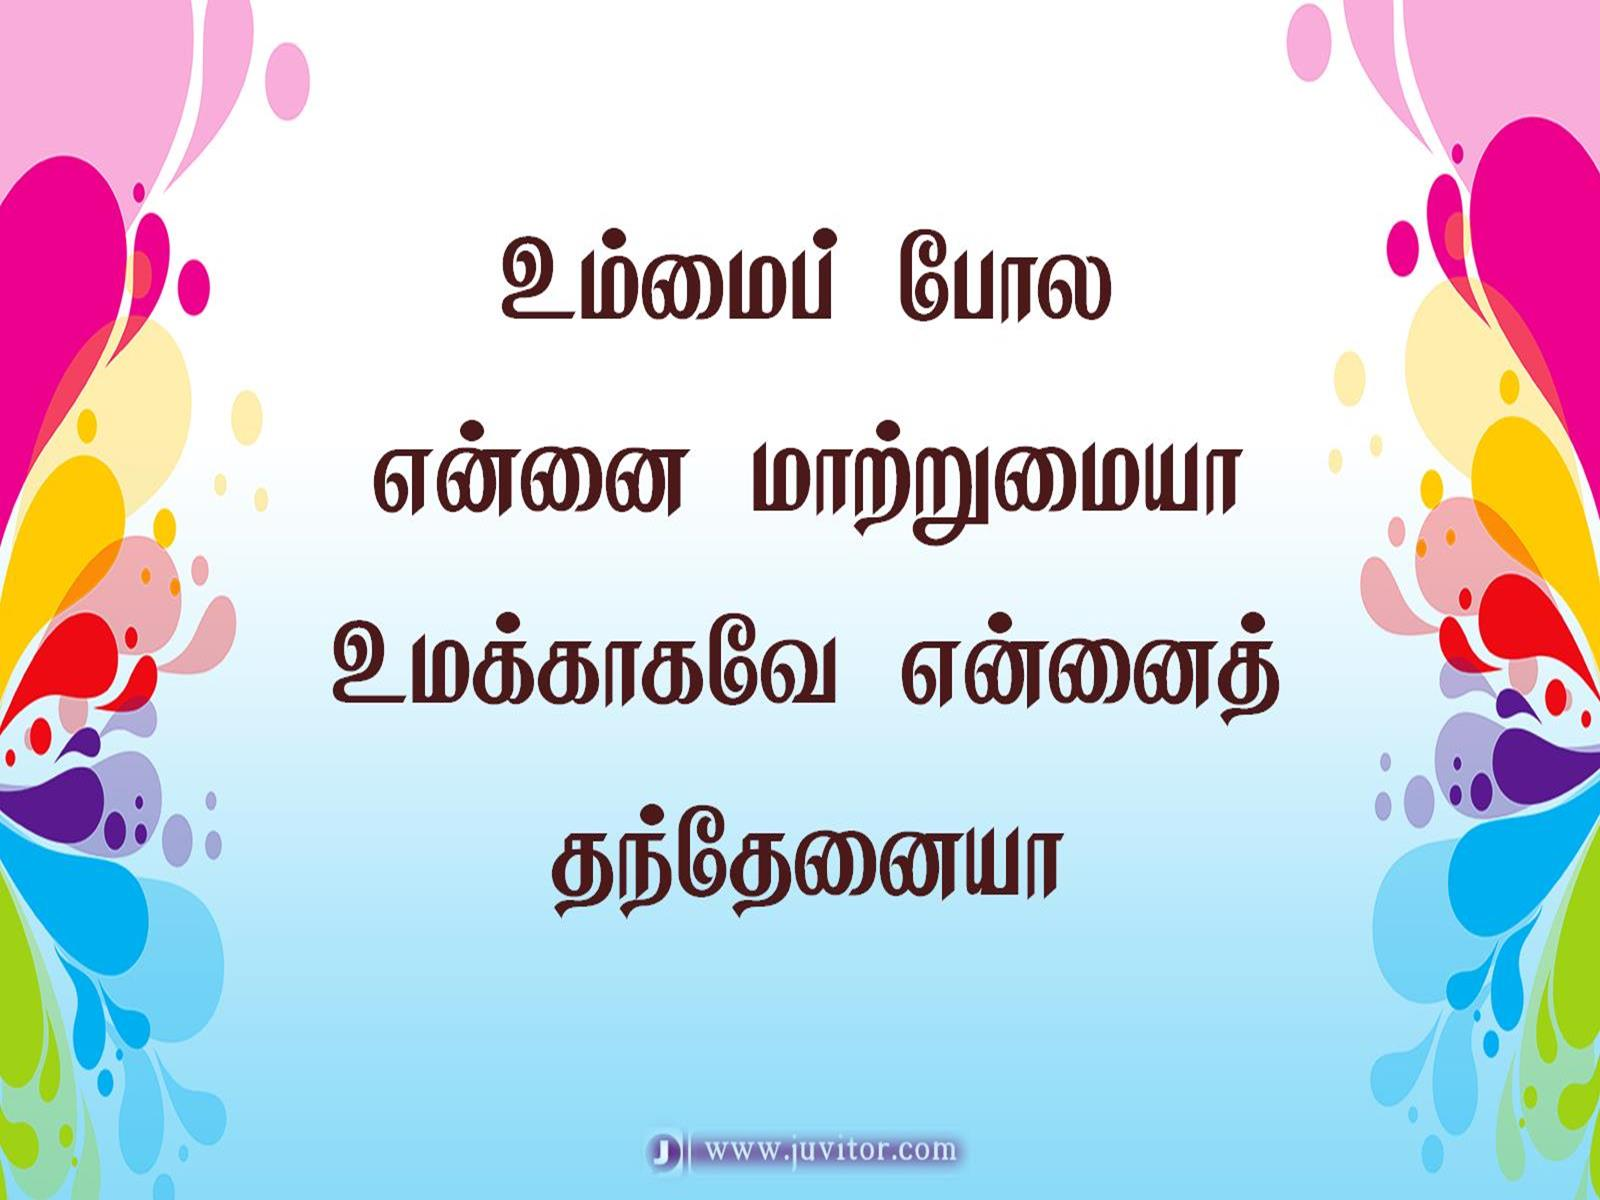 உம்மைப் போல
என்னை மாற்றுமையா
உமக்காகவே என்னைத்
தந்தேனையா
J www.juvitor.com